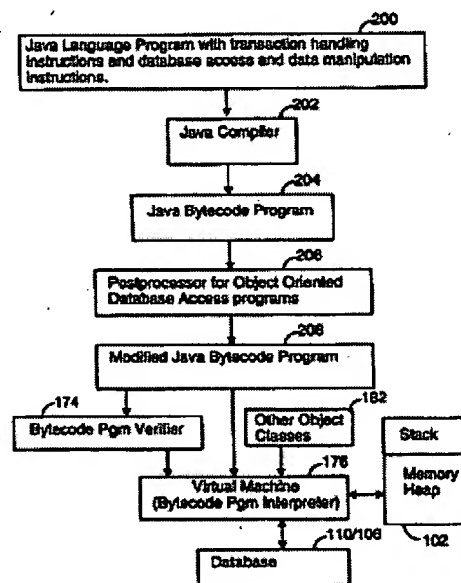 200
Java Language Program with transaction handling
instructions and database access and data manipulation
instructions.
202
Java Compiler
204
Java Bytecode Program
206
Postprocessor for Object Oriented
Database Access programs
208
Modified Java Bytecode Program
174
Bytecode Pgm Verifier
182
Other Object
Classes
Stack
Memory
Heap
102
176
Virtual Machine
(Bytecode Pgm Interpreter)
110/106
Database